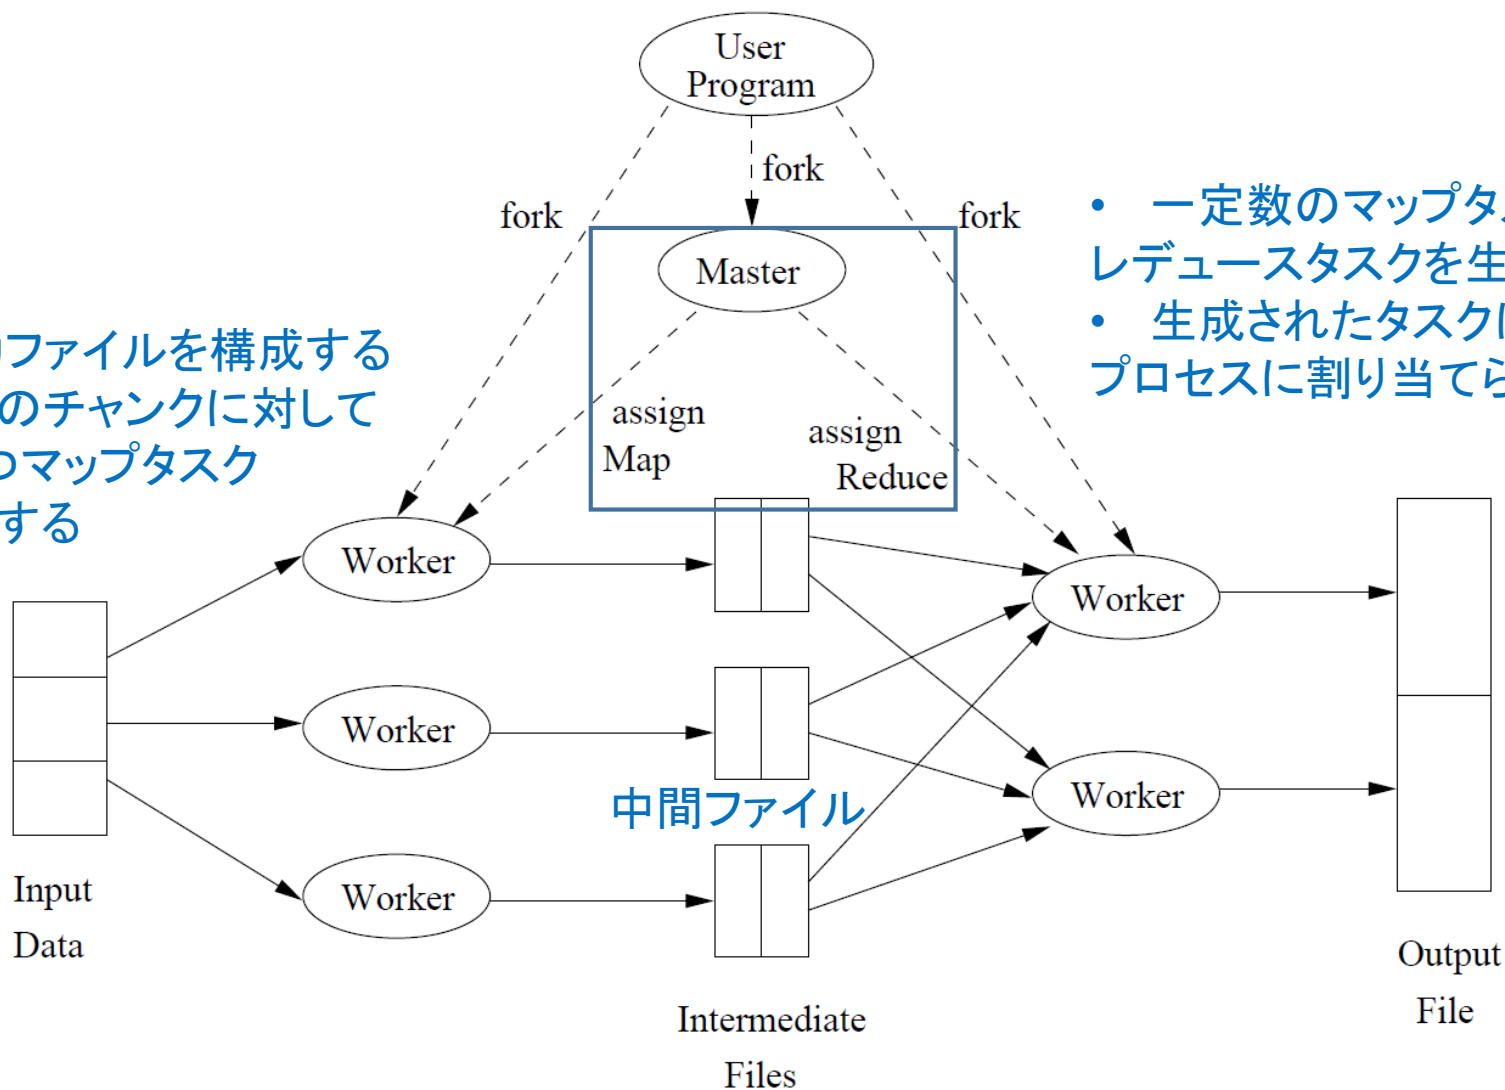 User
Program
fork
fork
fork
Master
assign
Map
assign
Reduce
• 一定数のマップタ
レデュースタスクを生
• 生成されたタスク
プロセスに割り当てら
ファイルを構成する
のチャンクに対して
マップタスク
する
Worker
Worker
Worker
Worker
Worker
中間ファイル
Input
Data
Intermediate
Files
Output
File